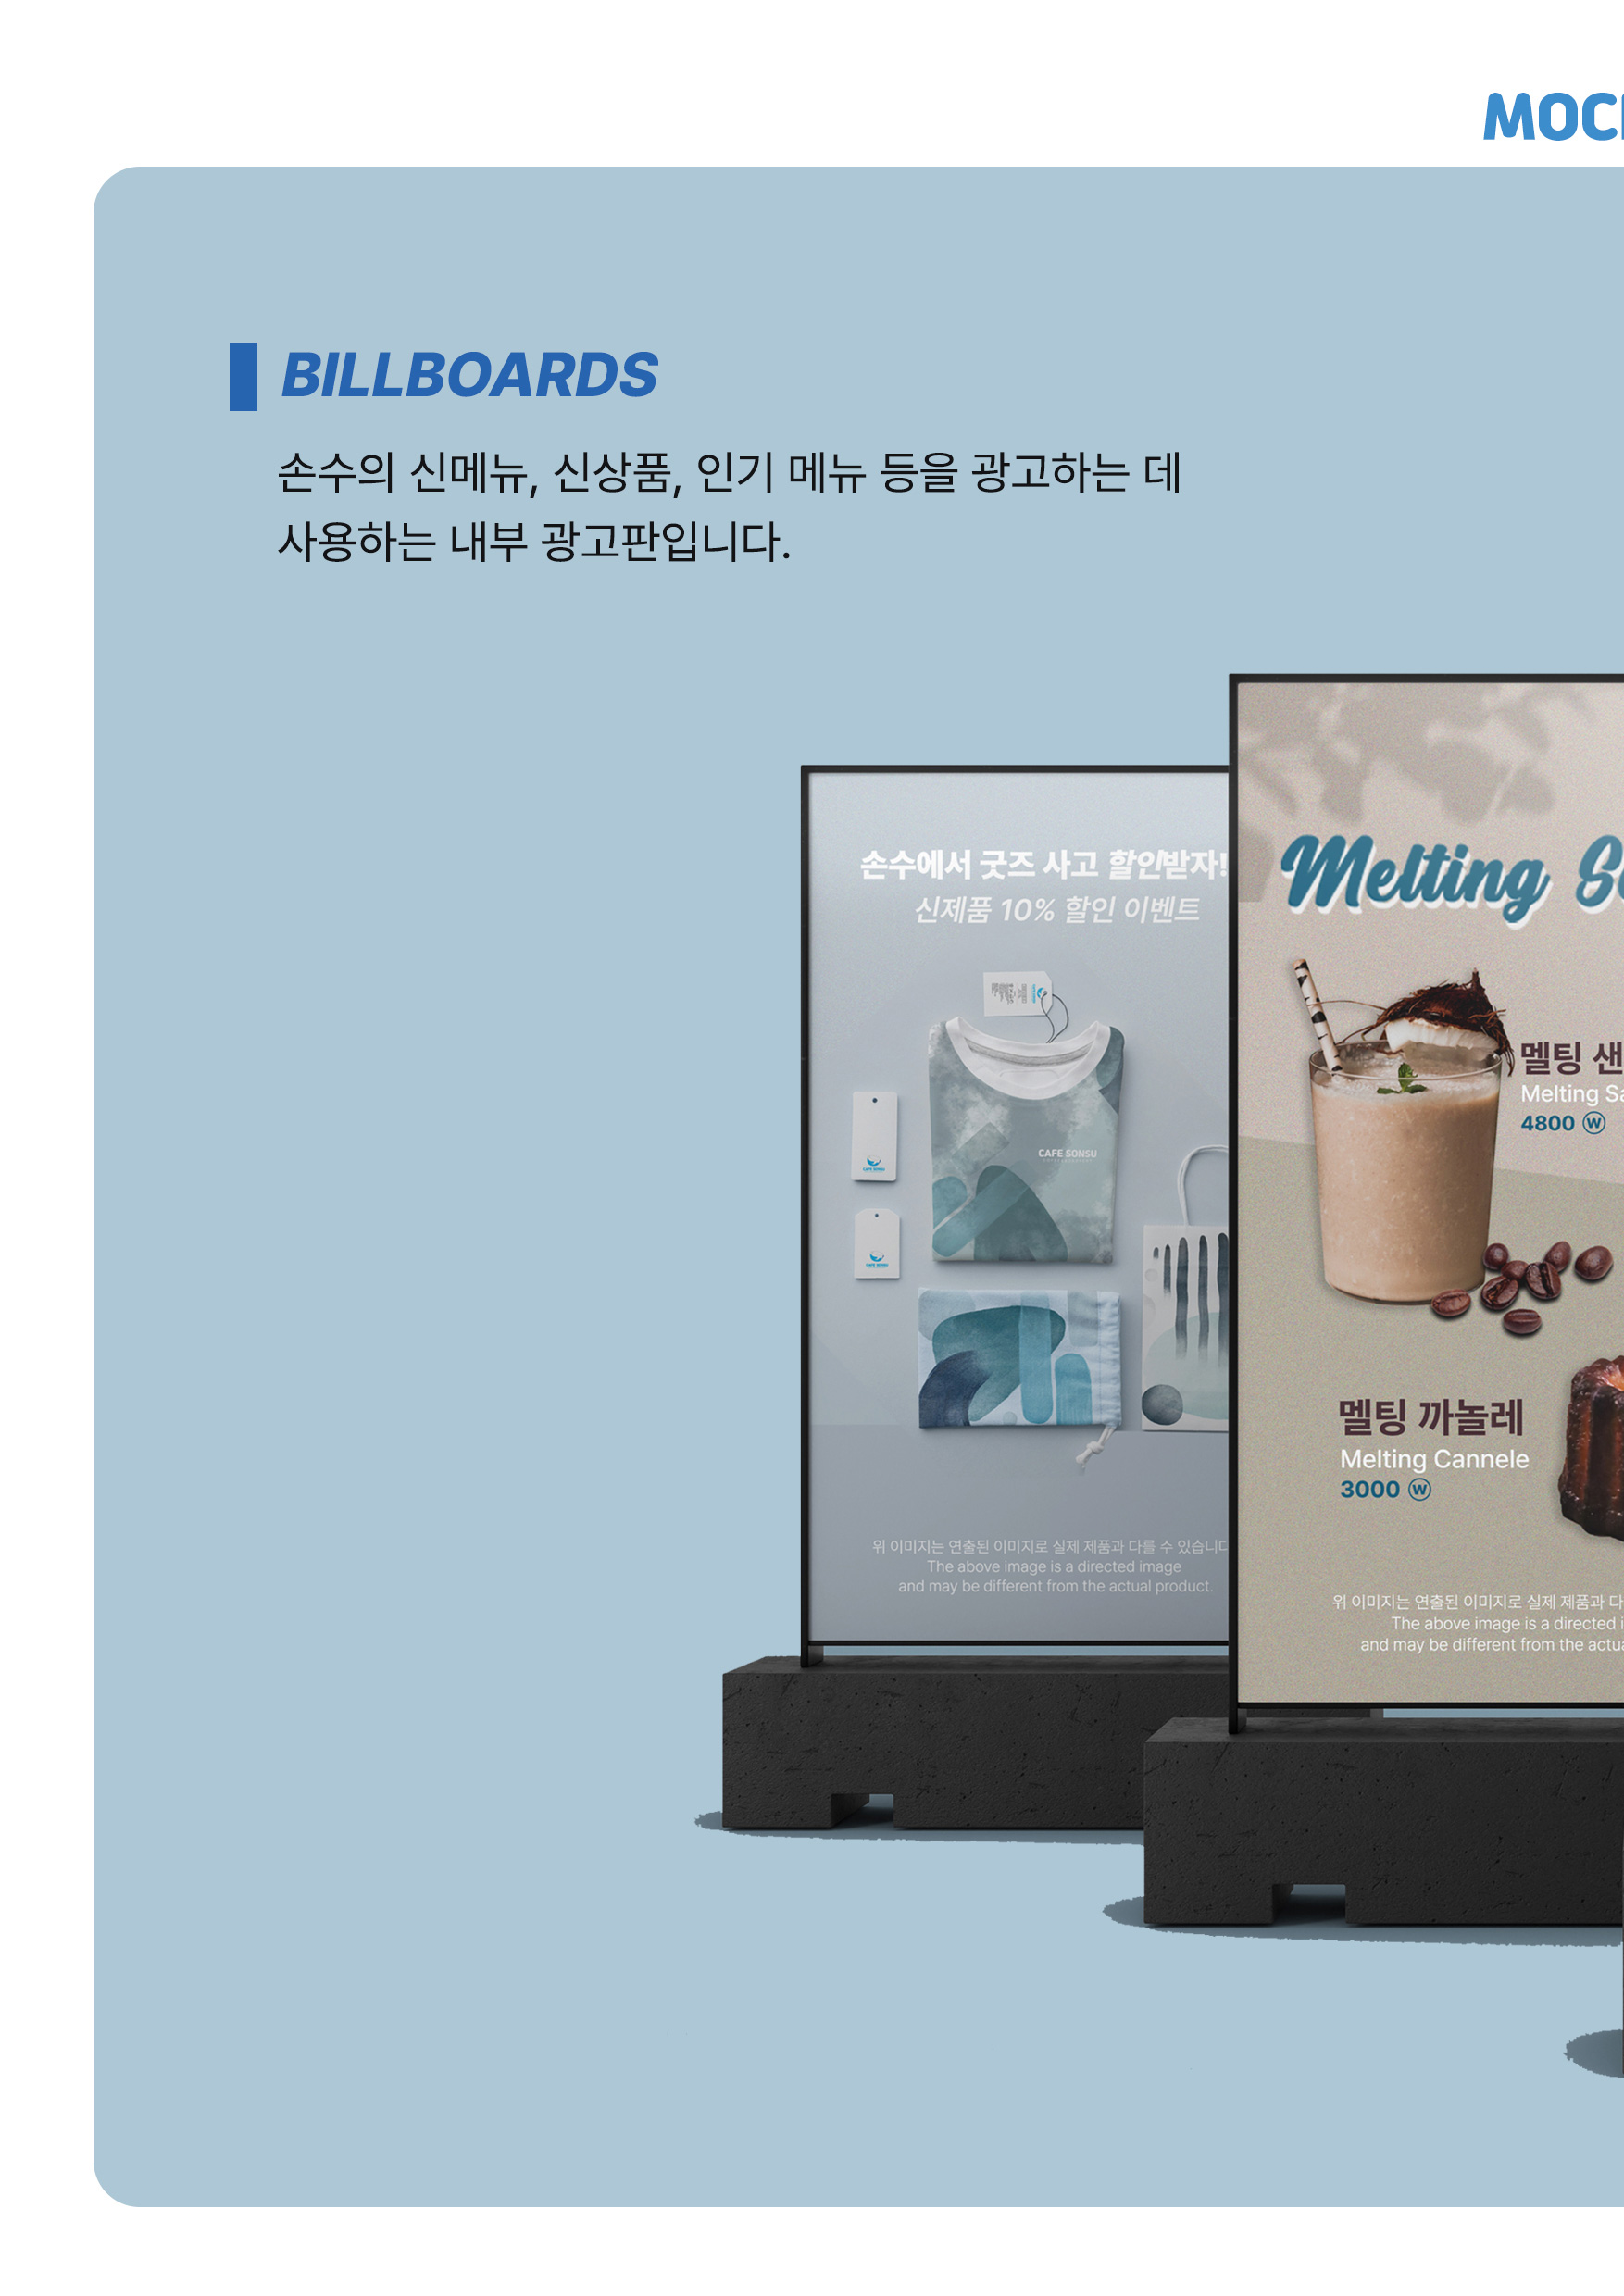 BILLBOARDS
손수의 신메뉴, 신상품, 인기 메뉴 등을 광고하는 데
사용하는 내부 광고판입니다.
손수에서 굿즈 사고 할인받자!
신제품 10% 할인 이벤트
CAFE SONSU
CAFE SONSU
CAFE SONSU
위 이미지는 연출된 이미지로 실제 제품과 다를 수 있습니다
The above image is a directed image
and may be different from the actual product.
Melting
멜팅 샌
Melting
4800 W
멜팅 까눌레
Melting Cannele
3000 W
위 이미지는 연출된 이미지로 실제 제품과
The above image is a directed
and may be different from the